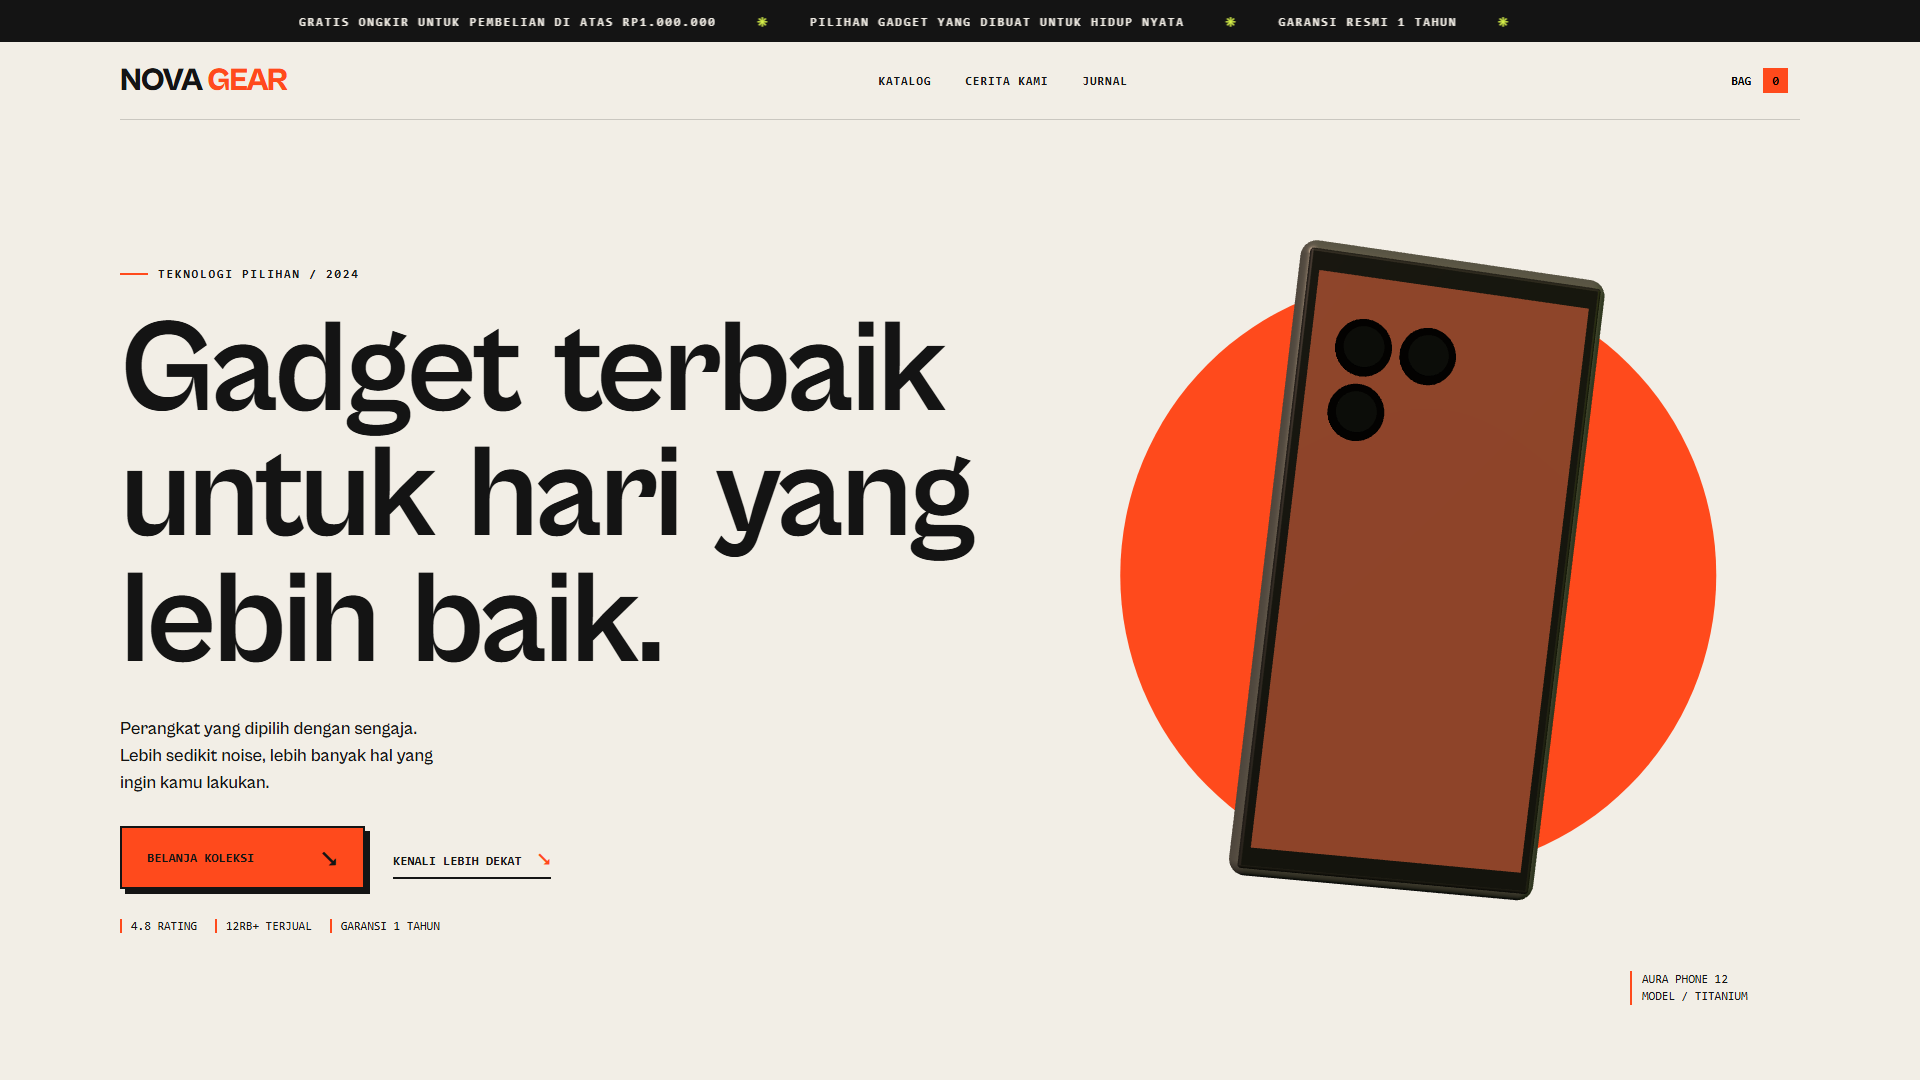 GRATIS ONGKIR UNTUK PEMBELIAN DI ATAS RP1.000.000 ✳ PILIHAN GADGET YANG DIBUAT UNTUK HIDUP NYATA ✳ GARANSI RESMI 1 TAHUN ✳
NOVA GEAR
KATALOG CERITA KAMI JURNAL
BAG 0
TEKNOLOGI PILIHAN / 2024
Gadget terbaik
untuk hari yang
lebih baik.
Perangkat yang dipilih dengan sengaja.
Lebih sedikit noise, lebih banyak hal yang
ingin kamu lakukan.
BELANJA KOLEKSI ↘
KENALI LEBIH DEKAT ↘
4.8 RATING
12RB+ TERJUAL
GARANSI 1 TAHUN
AURA PHONE 12
MODEL / TITANIUM